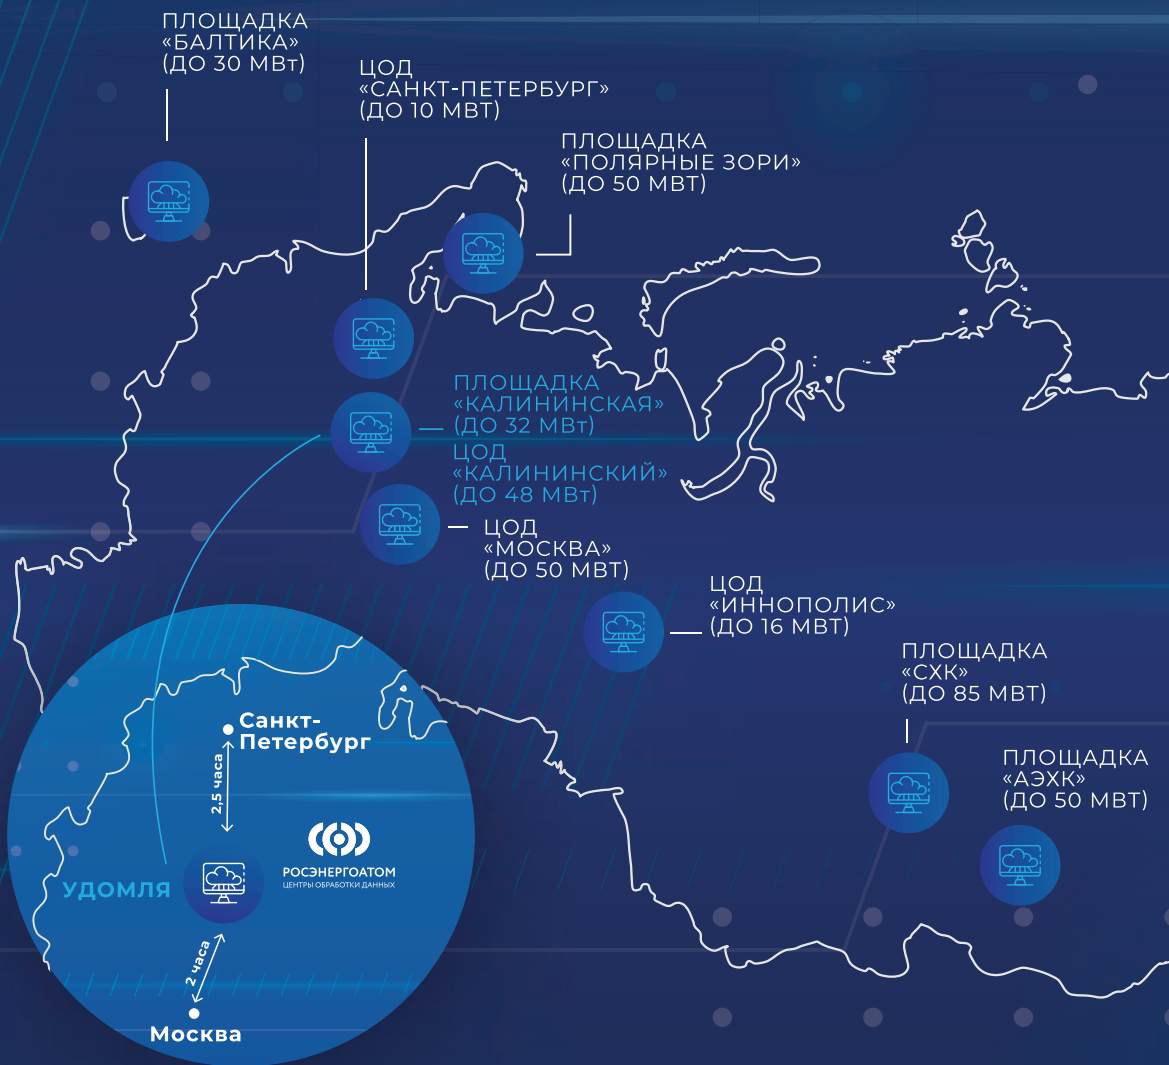 ПЛОЩАДКА
«БАЛТИКА»
(ДО 30 МВт)
ЦОД
«САНКТ-ПЕТЕРБУРГ»
(ДО 10 МВТ)
ПЛОЩАДКА
«ПОЛЯРНЫЕ ЗОРИ»
(ДО 50 МВТ)
ПЛОЩАДКА
«КАЛИНИНСКАЯ»
(ДО 32 МВт)
ЦОД
«КАЛИНИНСКИЙ»
(ДО 48 МВт)
ЦОД
«МОСКВА»
(ДО 50 МВТ)
ЦОД
«ИННОПОЛИС»
(ДО 16 МВТ)
ПЛОЩАДКА
«СХК»
(ДО 85 МВТ)
ПЛОЩАДКА
«АЭХК»
(ДО 50 МВТ)
Санкт-
Петербург
2,5 часа
РОСЭНЕРГОАТОМ
ЦЕНТРЫ ОБРАБОТКИ ДАННЫХ
УДОМЛЯ
2 часа
Москва